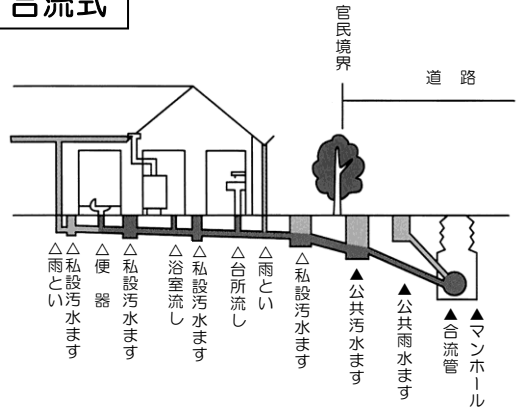 合流式
官民境界
道路
△雨とい
△私設汚水ます
△便器
△私設汚水ます
△浴室流し
△私設汚水ます
△台所流し
△雨とい
△私設汚水ます
▲公共汚水ます
▲公共雨水ます
▲合流管
▲マンホール